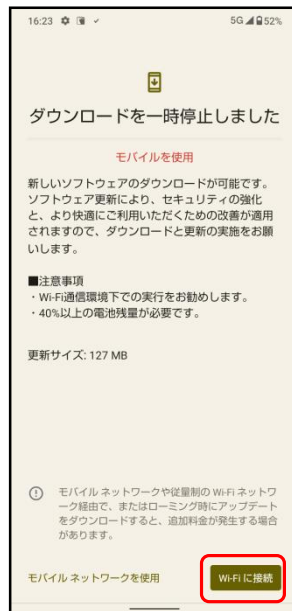 16:23 5G 52%
ダウンロードを一時停止しました
モバイルを使用
新しいソフトウェアのダウンロードが可能です。
ソフトウェア更新により、セキュリティの強化
と、より快適にご利用いただくための改善が適用
されますので、ダウンロードと更新の実施をお願
いします。
■注意事項
・Wi-Fi通信環境下での実行をお勧めします。
・40%以上の電池残量が必要です。
更新サイズ: 127 MB
モバイル ネットワークや従量制の Wi-Fi ネットワ
ーク経由で、またはローミング時にアップデート
をダウンロードすると、追加料金が発生する場合
があります。
モバイル ネットワークを使用
Wi-Fi に接続